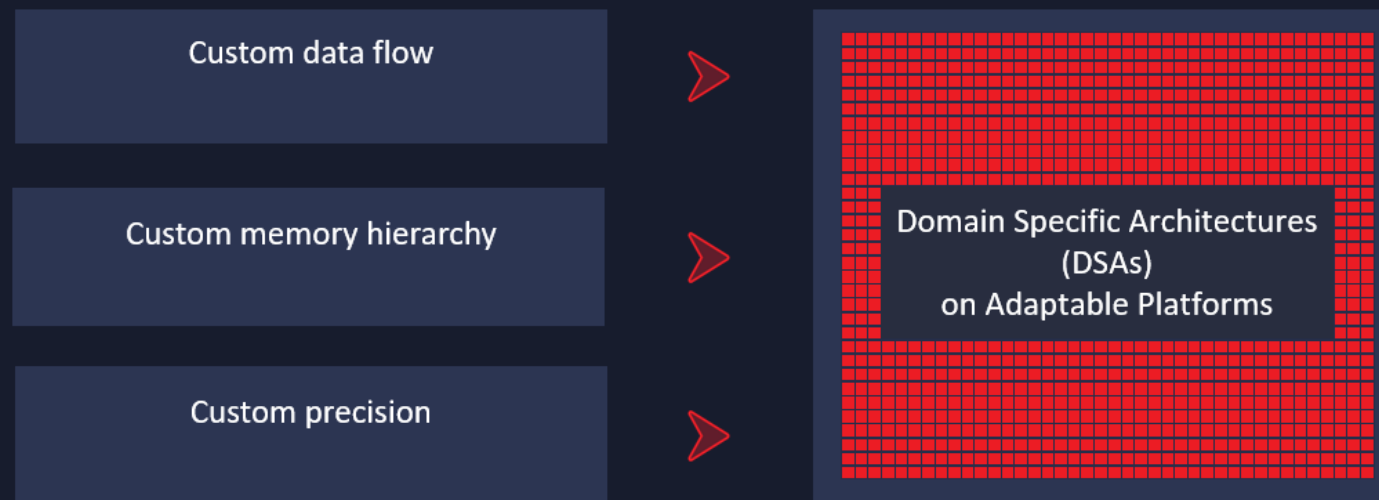 Custom data flow
Custom memory hierarchy
Custom precision
Domain Specific Architectures
(DSAs)
on Adaptable Platforms